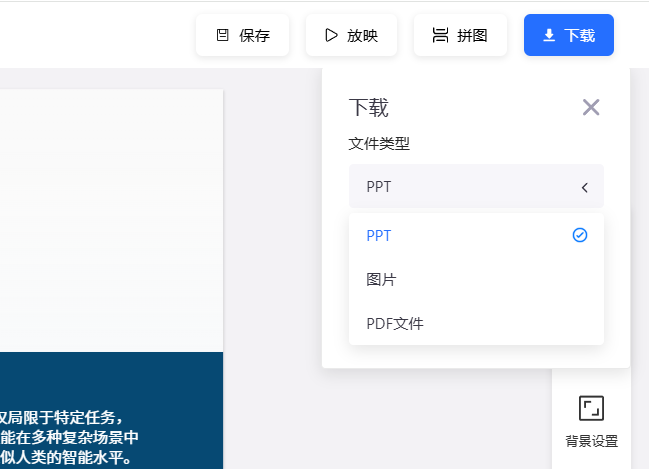 保存
放映
拼图
下载
下载
文件类型
PPT
PPT
图片
PDF文件
局限于特定任务，
能在多种复杂场景中
似人类的智能水平。
背景设置